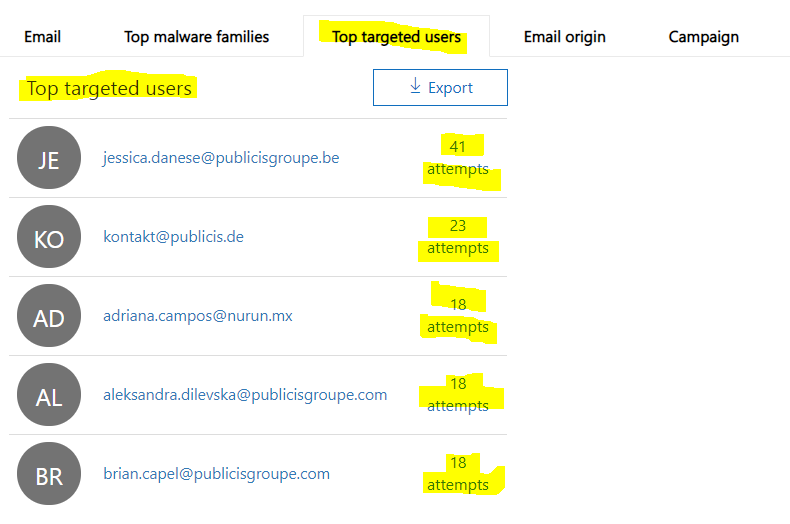 Email Top malware families Top targeted users Email origin Campaign
Top targeted users
Export
JE jessica.danese@publicisgroupe.be 41
attempts
KO kontakt@publicis.de 23
attempts
AD adriana.campos@nurun.mx 18
attempts
AL aleksandra.dilevska@publicisgroupe.com 18
attempts
BR brian.capel@publicisgroupe.com 18
attempts